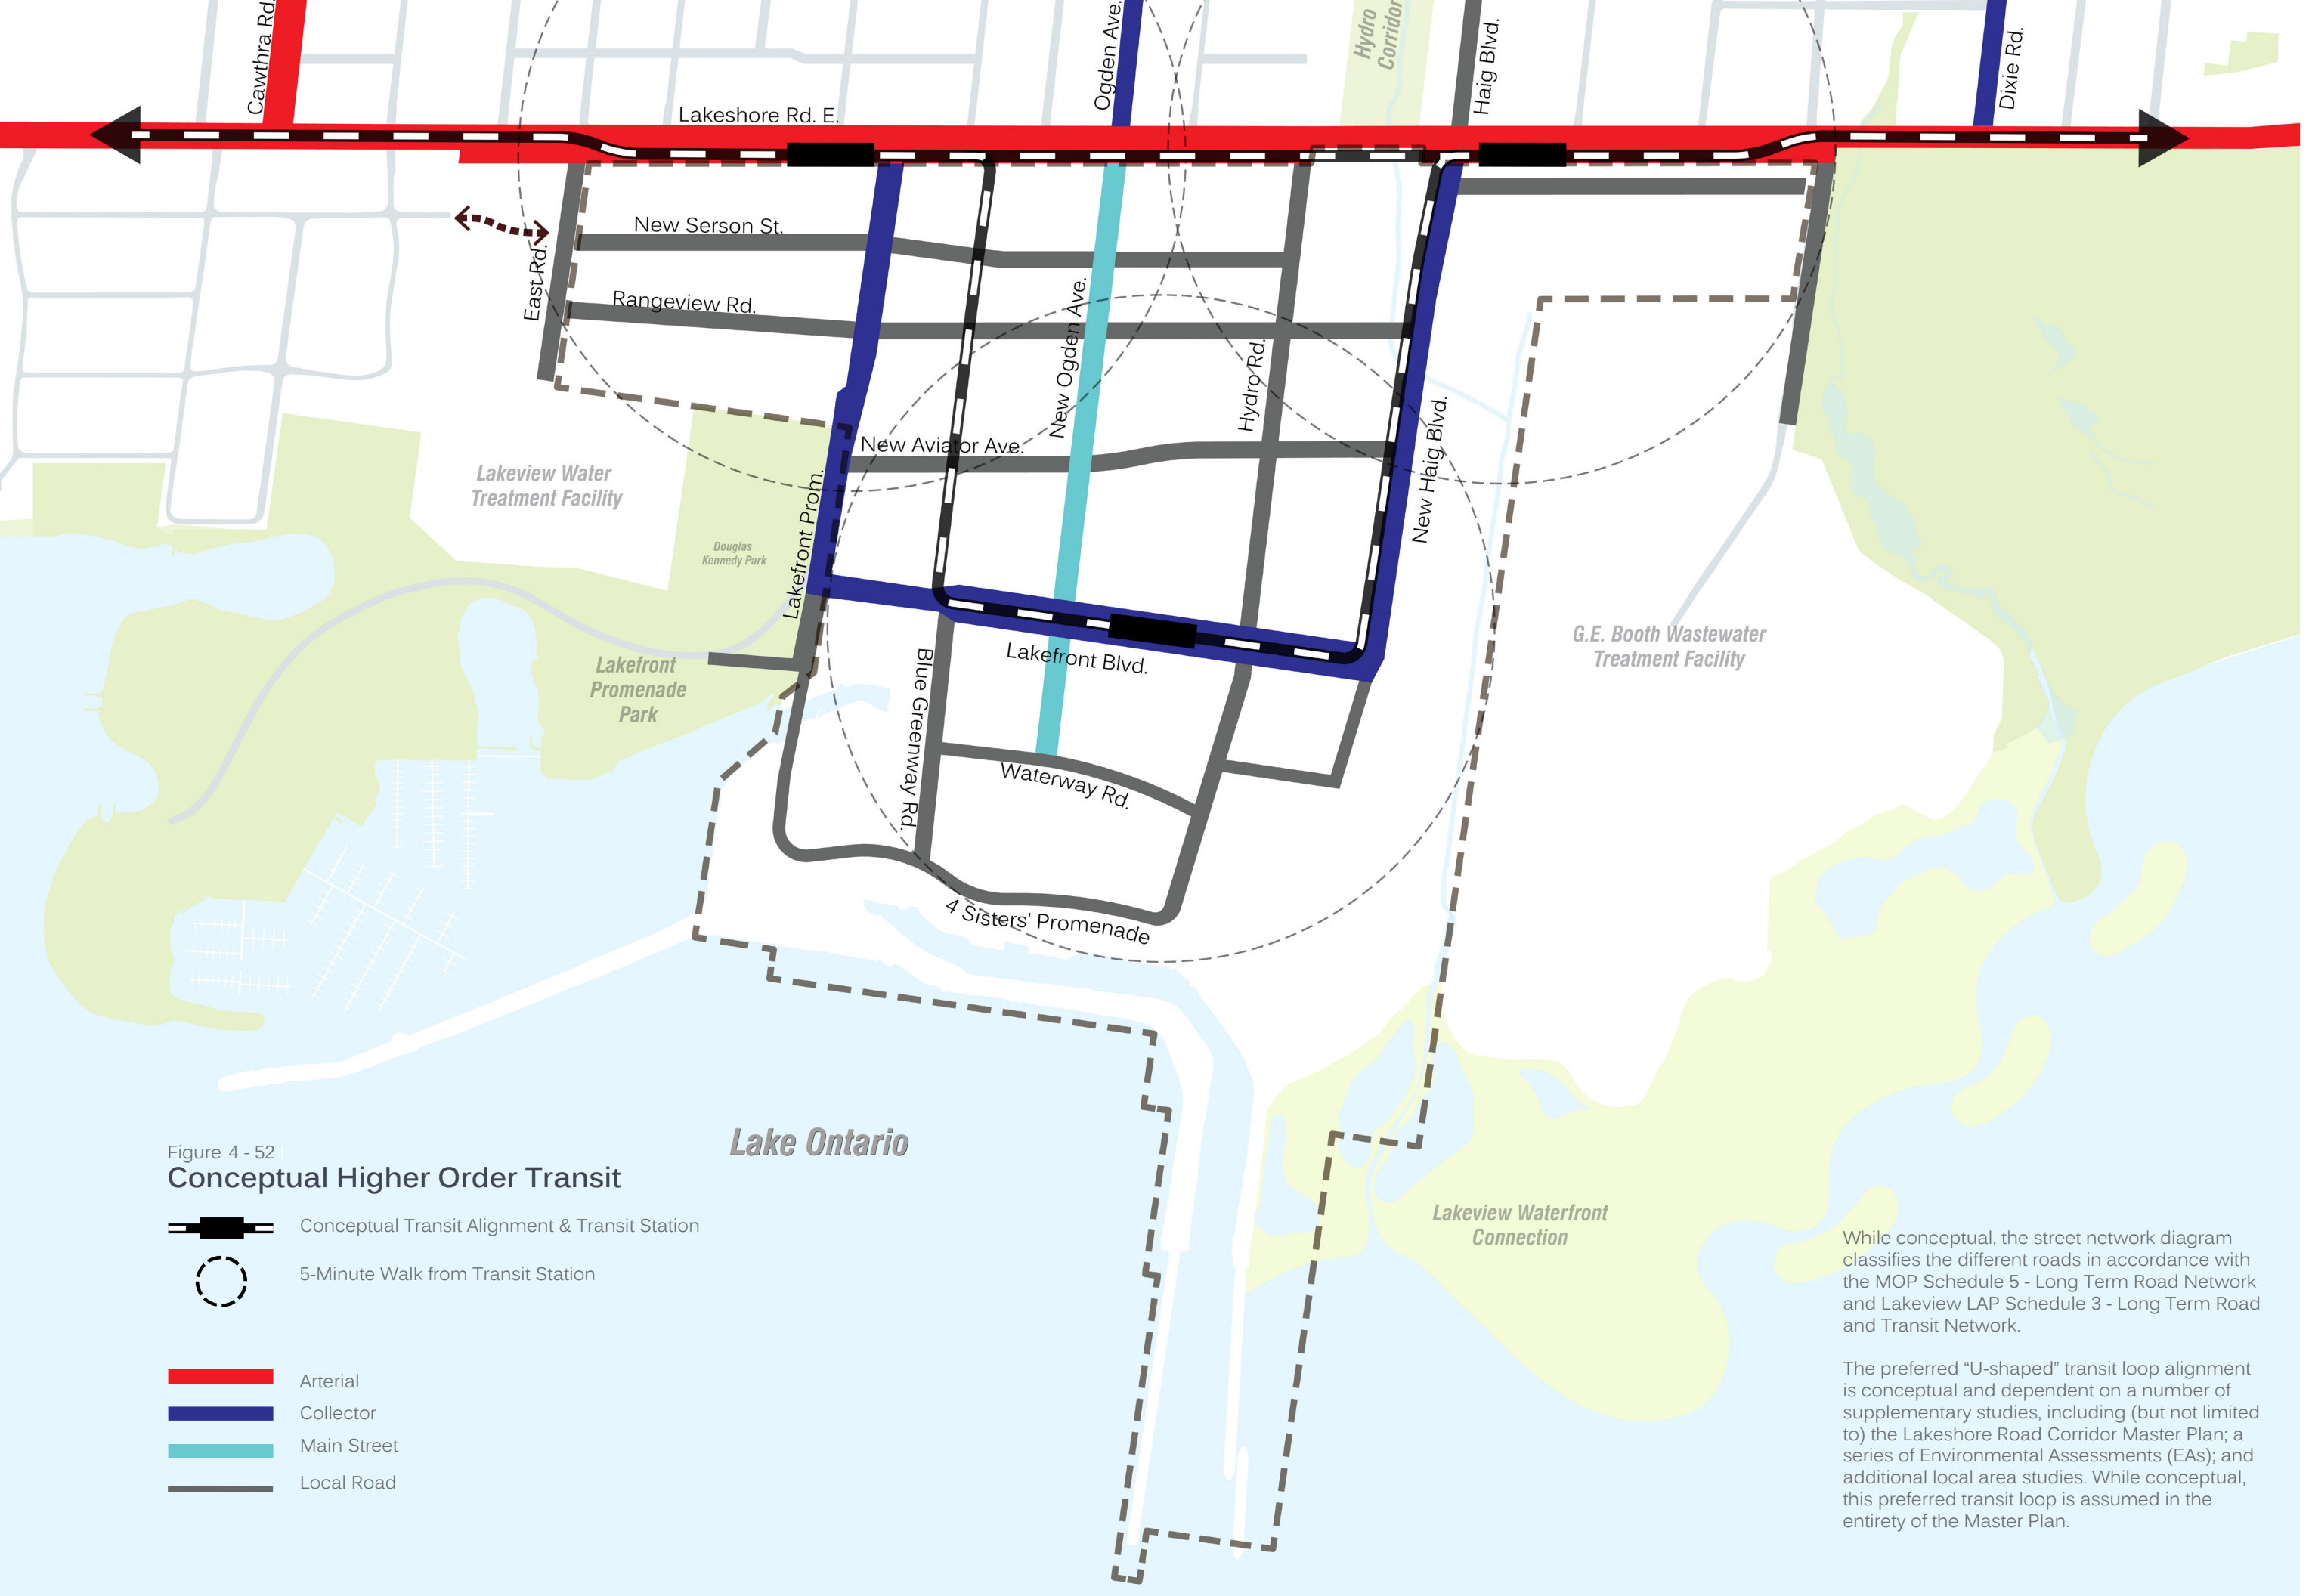 Cawthra Rd.
Ogden Ave.
Hydro
Corridor
Haig Blvd.
Dixie Rd.
Lakeshore Rd. E.
New Serson St.
East Rd.
Rangeview Rd.
New Ogden Ave.
Hydro Rd.
New Haig Blvd.
New Aviator Ave.
Lakefront Prom.
Lakeview Water
Treatment Facility
Douglas
Kennedy Park
Lakefront
Promenade
Park
Blue Greenway Rd.
Lakefront Blvd.
G.E. Booth Wastewater
Treatment Facility
Waterway Rd.
4 Sisters’ Promenade
Lake Ontario
Lakeview Waterfront
Connection
Figure 4 - 52
Conceptual Higher Order Transit
Conceptual Transit Alignment & Transit Station
5-Minute Walk from Transit Station
Arterial
Collector
Main Street
Local Road
While conceptual, the street network diagram
classifies the different roads in accordance with
the MOP Schedule 5 - Long Term Road Network
and Lakeview LAP Schedule 3 - Long Term Road
and Transit Network.
The preferred “U-shaped” transit loop alignment
is conceptual and dependent on a number of
supplementary studies, including (but not limited
to) the Lakeshore Road Corridor Master Plan; a
series of Environmental Assessments (EAs); and
additional local area studies. While conceptual,
this preferred transit loop is assumed in the
entirety of the Master Plan.